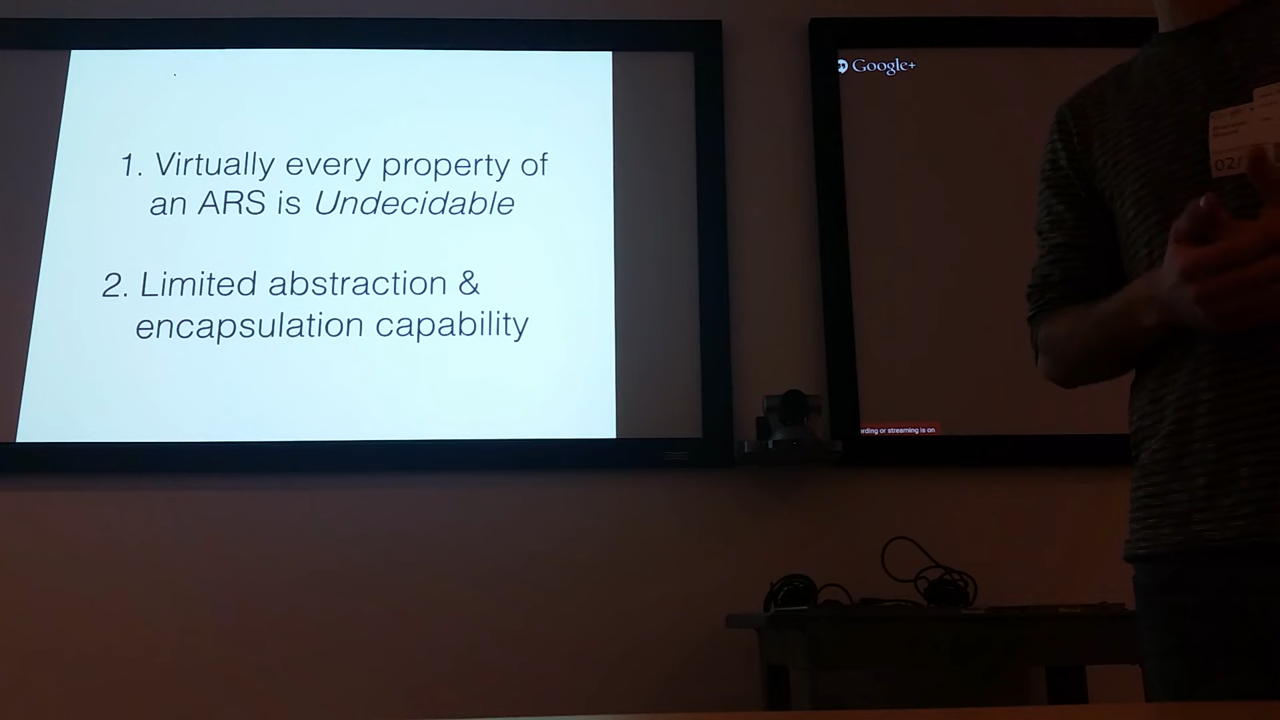 1. Virtually every property of
an ARS is Undecidable
2. Limited abstraction &
encapsulation capability
Google+
rding or streaming is on
02/